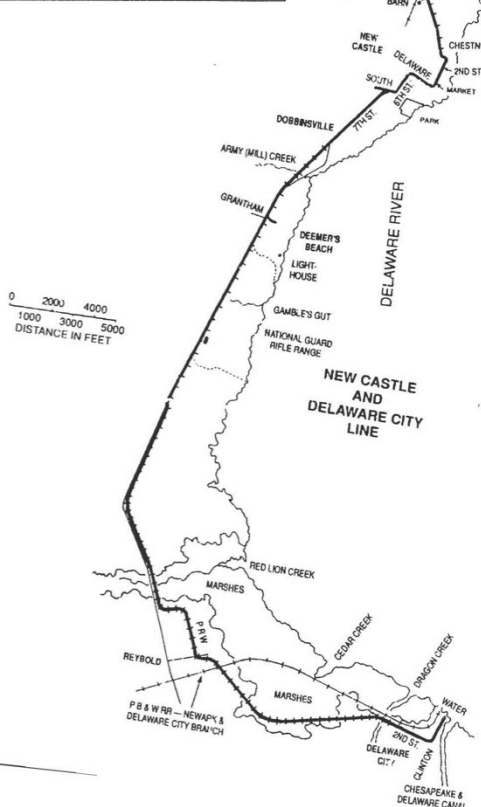 BARN
NEW
CASTLE
DELAWARE
CHESTN
2ND ST
MARKET
SOUTH
6TH ST.
7TH ST.
PARK
DOBBINSVILLE
ARMY (MILL) CREEK
GRANTHAM
DEEMER'S
BEACH
LIGHT-
HOUSE
DELAWARE RIVER
0 2000 4000
1000 3000 5000
DISTANCE IN FEET
GAMBLE'S GUT
NATIONAL GUARD
RIFLE RANGE
NEW CASTLE
AND
DELAWARE CITY
LINE
RED LION CREEK
MARSHES
PRW
REYBOLD
CEDAR CREEK
DRAGON CREEK
P B & W RR — NEWARK &
DELAWARE CITY BRANCH
MARSHES
WATER
2ND ST.
DELAWARE
CITY
CLINTON
CHESAPEAKE &
DELAWARE CANAL